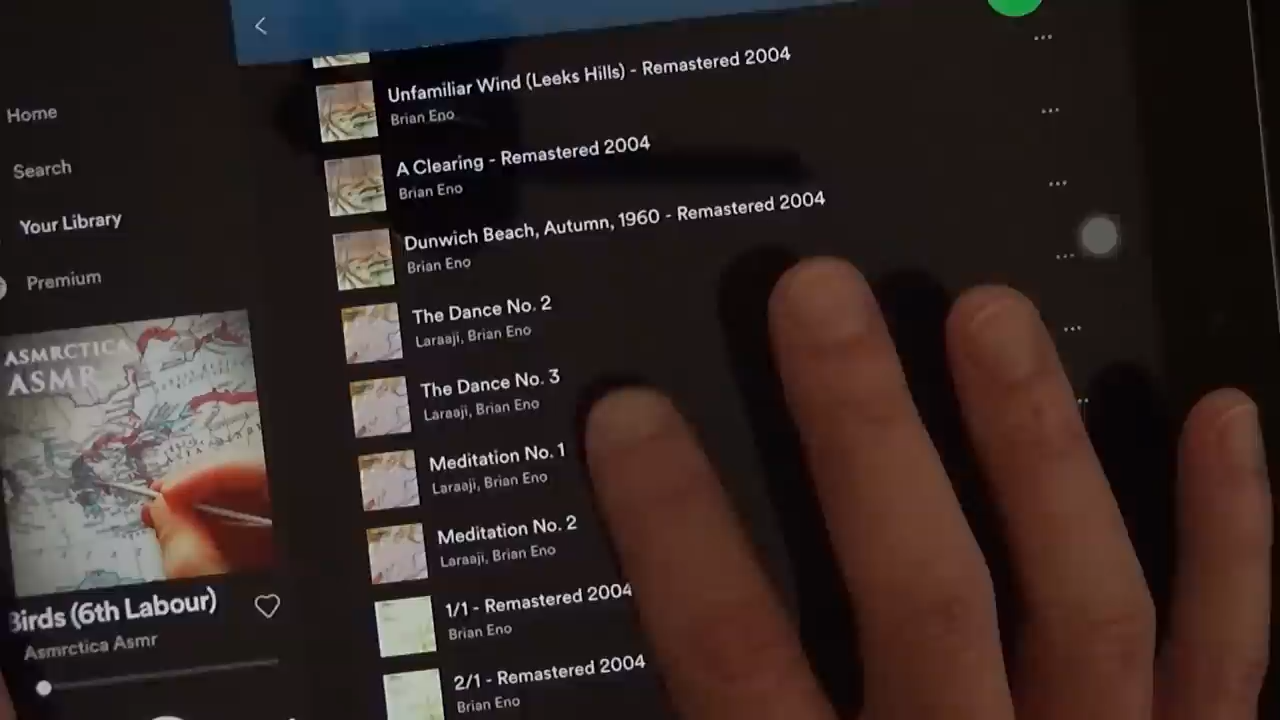 Home
Search
Your Library
Premium
ASMRCTICA
ASMR
Birds (6th Labour)
Asmrctica Asmr
Unfamiliar Wind (Leeks Hills) - Remastered 2004
Brian Eno
A Clearing - Remastered 2004
Brian Eno
Dunwich Beach, Autumn, 1960 - Remastered 2004
Brian Eno
The Dance No. 2
Laraaji, Brian Eno
The Dance No. 3
Laraaji, Brian Eno
Meditation No. 1
Laraaji, Brian Eno
Meditation No. 2
Laraaji, Brian Eno
1/1 - Remastered 2004
Brian Eno
2/1 - Remastered 2004
Brian Eno